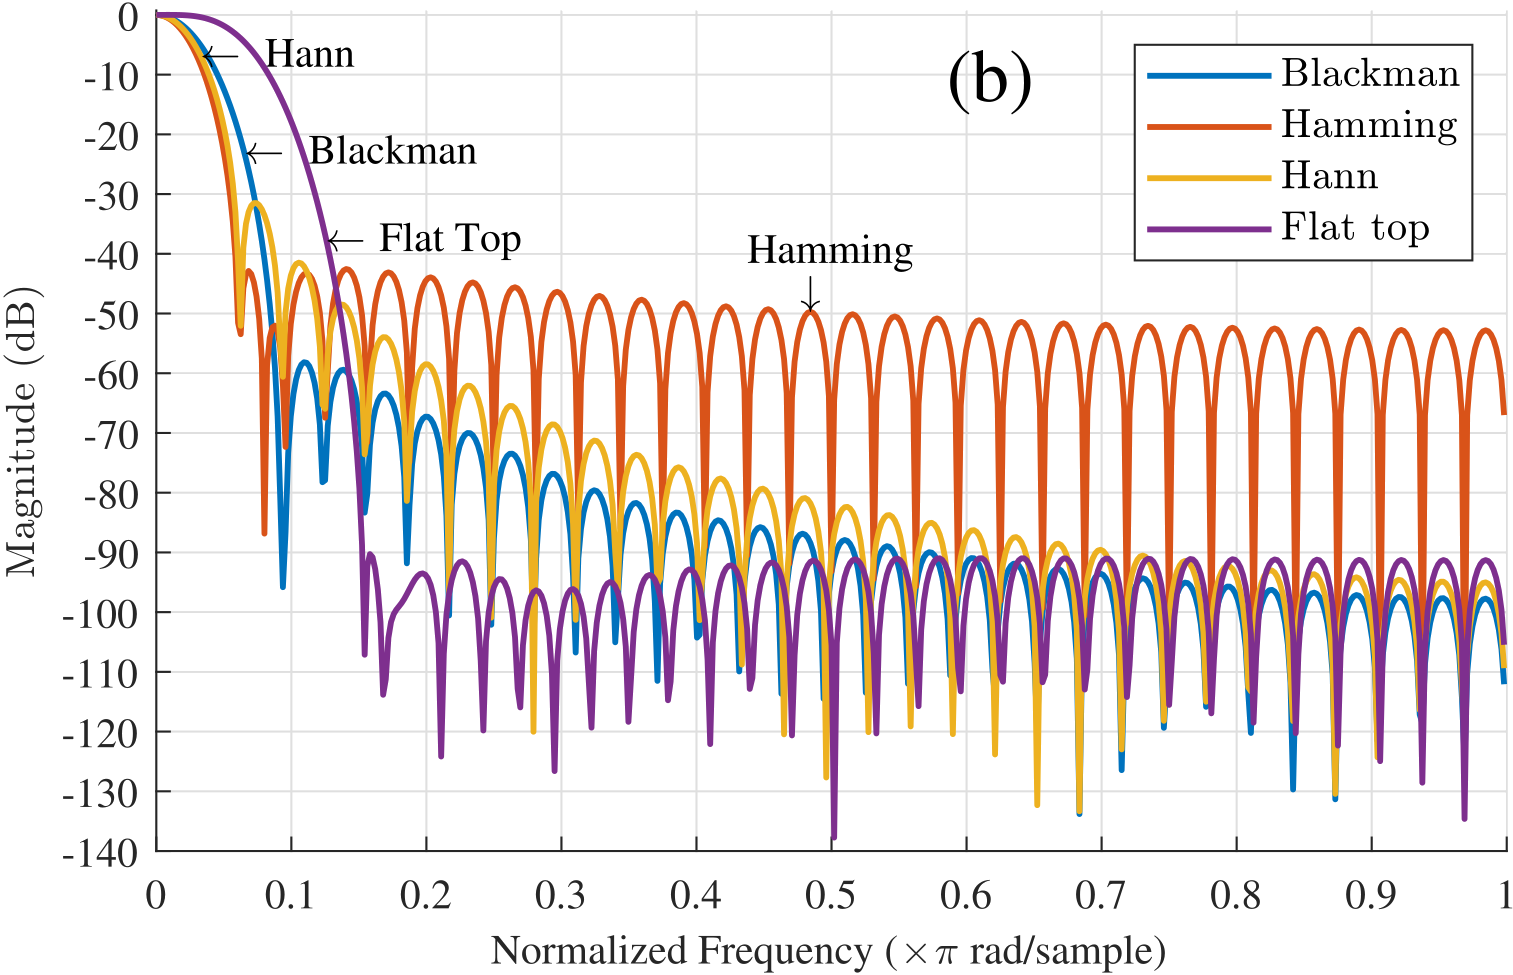 (b)
Blackman
Hamming
Hann
Flat top
Hann
Blackman
Flat Top
Hamming
0
-10
-20
-30
-40
-50
-60
-70
-80
-90
-100
-110
-120
-130
-140
Magnitude (dB)
0 0.1 0.2 0.3 0.4 0.5 0.6 0.7 0.8 0.9 1
Normalized Frequency (×π rad/sample)